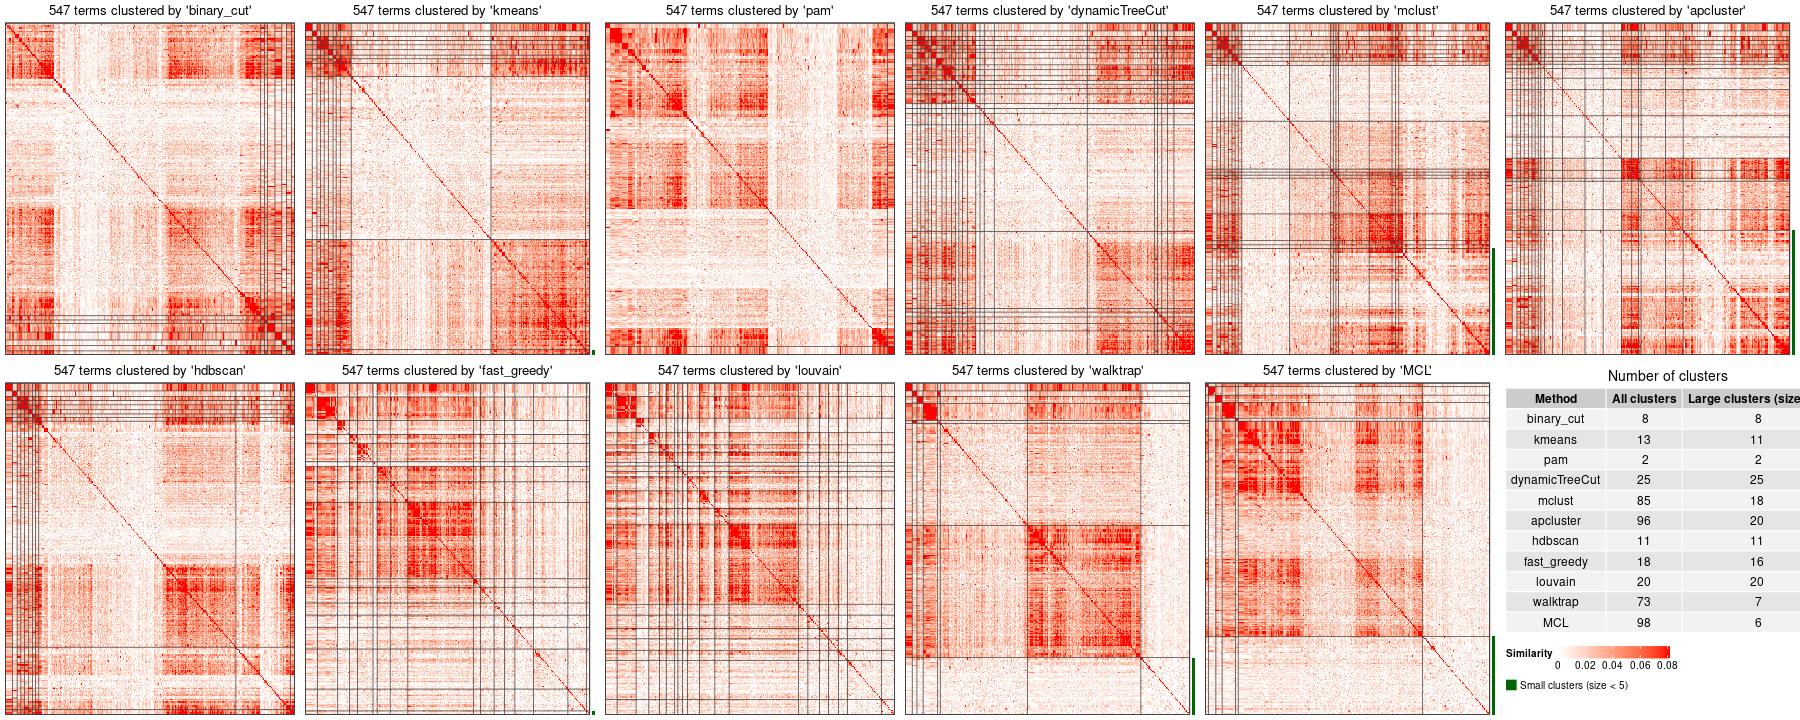 547 terms clustered by 'binary_cut'
547 terms clustered by 'kmeans'
547 terms clustered by 'pam'
547 terms clustered by 'dynamicTreeCut'
547 terms clustered by 'mclust'
547 terms clustered by 'apcluster'
547 terms clustered by 'hdbscan'
547 terms clustered by 'fast_greedy'
547 terms clustered by 'louvain'
547 terms clustered by 'walktrap'
547 terms clustered by 'MCL'
Number of clusters
Method All clusters Large clusters (size
binary_cut 8 8
kmeans 13 11
pam 2 2
dynamicTreeCut 25 25
mclust 85 18
apcluster 96 20
hdbscan 11 11
fast_greedy 18 16
louvain 20 20
walktrap 73 7
MCL 98 6
Similarity
0 0.02 0.04 0.06 0.08
Small clusters (size < 5)